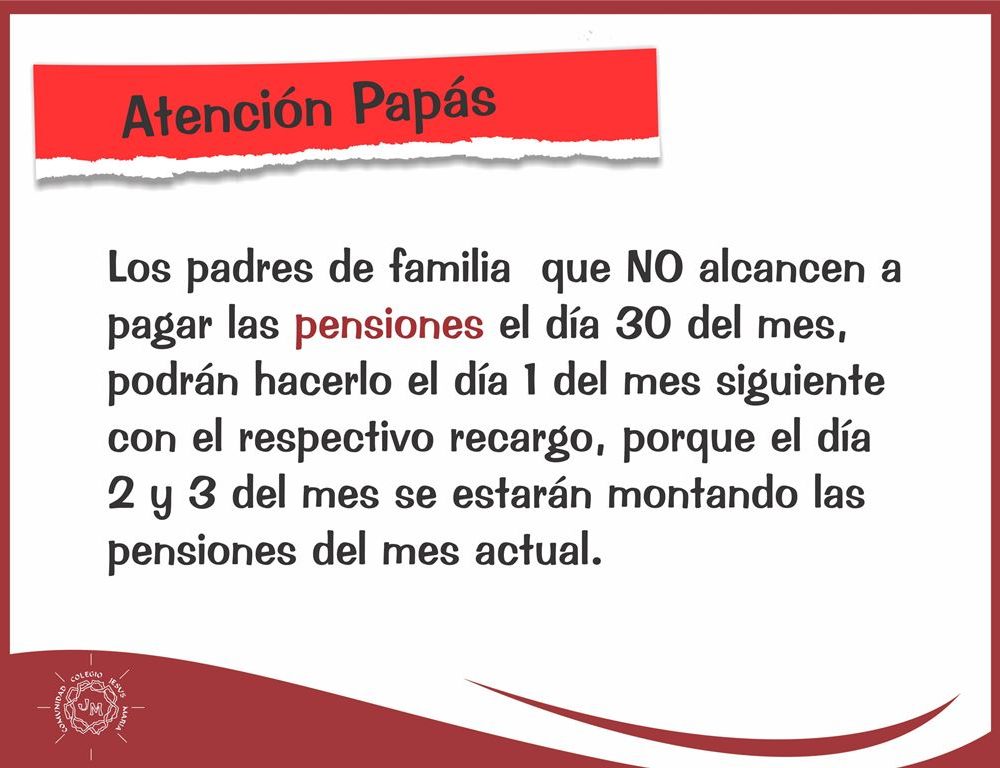 Atención Papás
Los padres de familia que NO alcancen a
pagar las pensiones el día 30 del mes,
podrán hacerlo el día 1 del mes siguiente
con el respectivo recargo, porque el día
2 y 3 del mes se estarán montando las
pensiones del mes actual.
COMUNIDAD COLEGIO JESUS MARIA
JM